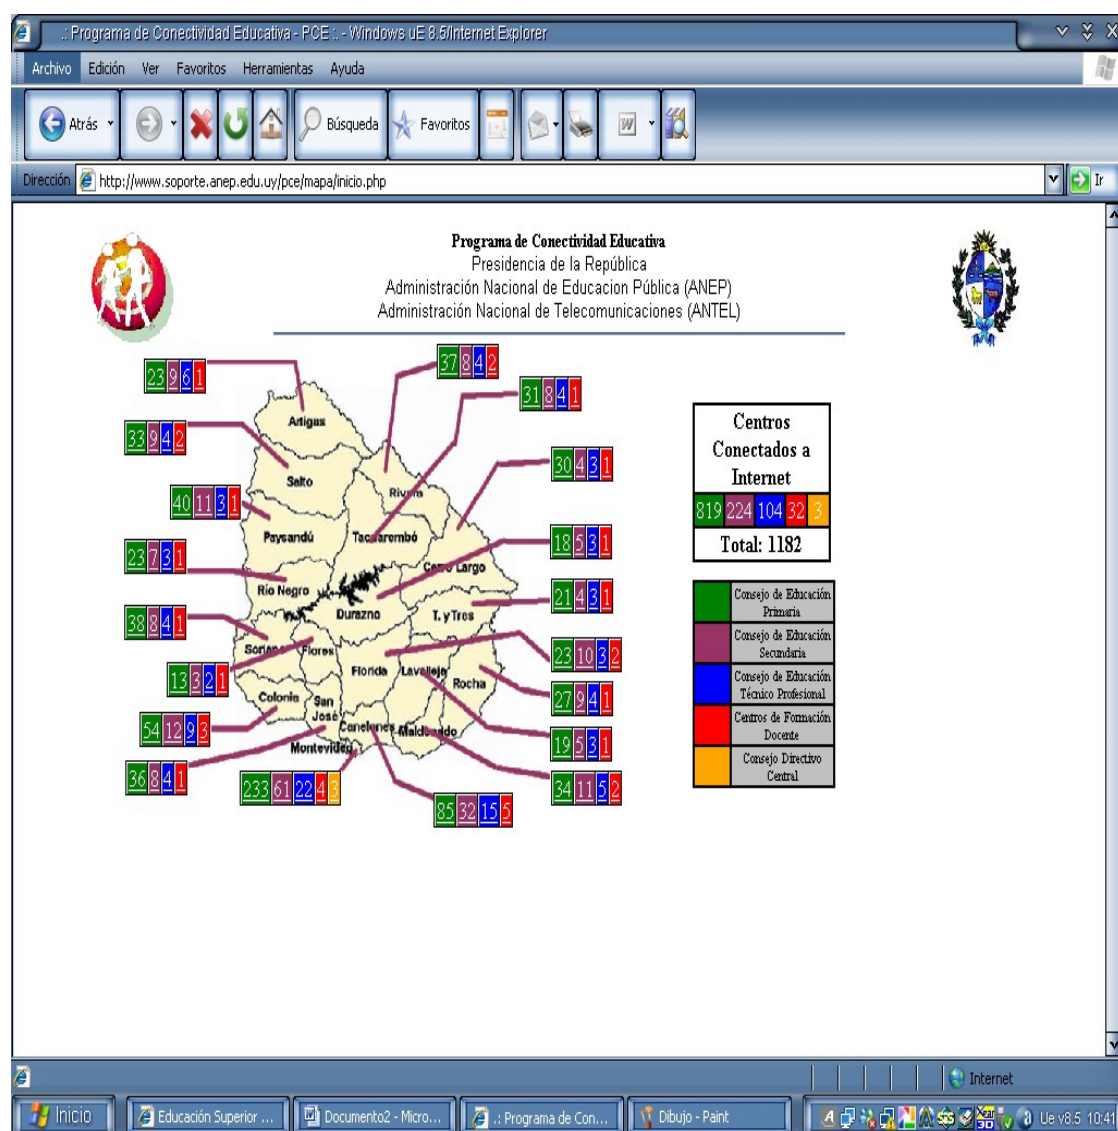 .: Programa de Conectividad Educativa - PCE :. - Windows uE 8.5/Internet Explorer
Archivo Edición Ver Favoritos Herramientas Ayuda
Atrás Búsqueda Favoritos
Dirección http://www.soporte.anep.edu.uy/pce/mapa/inicio.php Ir
Programa de Conectividad Educativa
Presidencia de la República
Administración Nacional de Educacion Pública (ANEP)
Administración Nacional de Telecomunicaciones (ANTEL)
23 9 6 1
37 8 4 2
31 8 4 1
33 9 4 2
30 4 3 1
40 11 3 1
18 5 3 1
23 7 3 1
21 4 3 1
38 8 4 1
23 10 3 2
13 3 2 1
27 9 4 1
54 12 9 3
19 5 3 1
36 8 4 1
233 61 22 4 3
34 11 5 2
85 32 15 5
Artigas
Salto
Rivera
Paysandú
Tacuarembó
Cerro Largo
Río Negro
Durazno
T. y Tres
Soriano
Flores
Florida
Lavalleja
Rocha
Colonia
San
José
Canelones
Maldonado
Montevideo
Centros
Conectados a
Internet
819 224 104 32 3
Total: 1182
Consejo de Educación
Primaria
Consejo de Educación
Secundaria
Consejo de Educación
Técnico Profesional
Centros de Formación
Docente
Consejo Directivo
Central
Internet
Inicio Educación Superior ... Documento2 - Micro... .: Programa de Con... Dibujo - Paint Ue v8.5 10:41